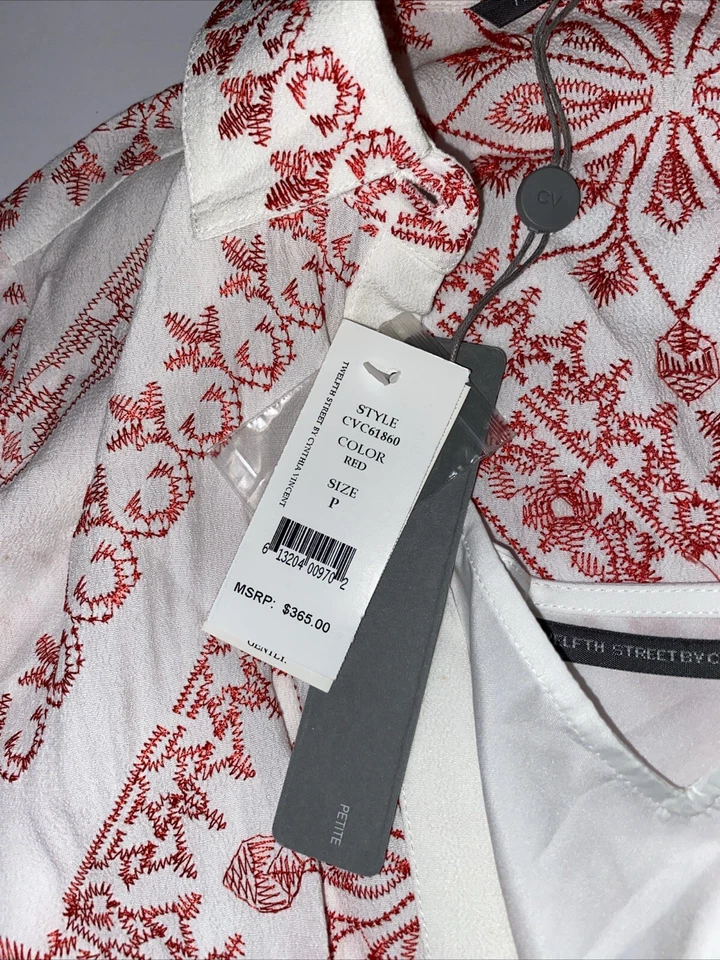 CV
TWELFTH STREET BY CYNTHIA VINCENT
STYLE
CVC61860
COLOR
RED
SIZE
P
6 13204 00970 2
MSRP: $365.00
PETITE
ELFTH STREET BY C